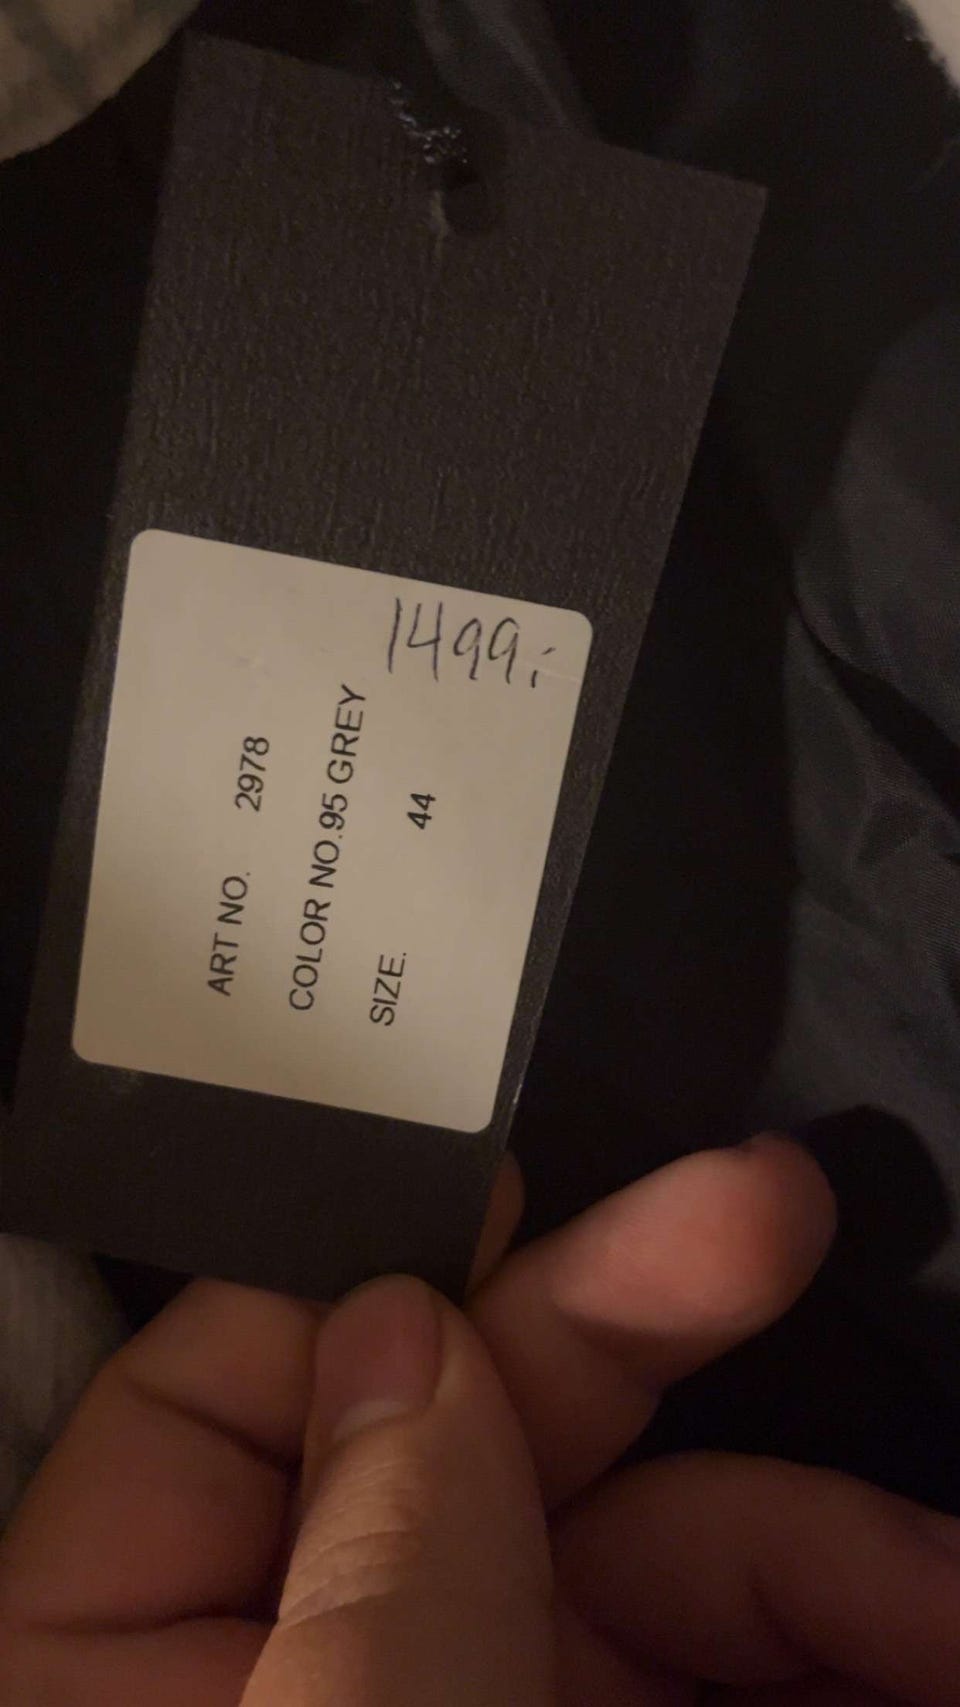 1499:-
ART NO. 2978
COLOR NO.95 GREY
SIZE. 44